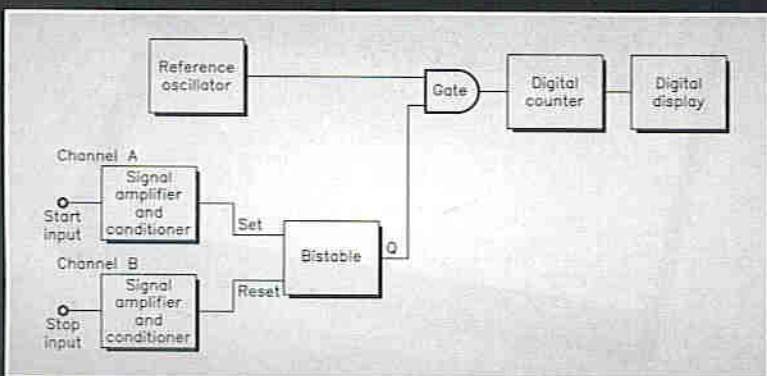 Reference
oscillator
Gate
Digital
counter
Digital
display
Channel A
Signal
amplifier
and
conditioner
Start
input
Set
Bistable
Q
Channel B
Signal
amplifier
and
conditioner
Reset
Stop
input